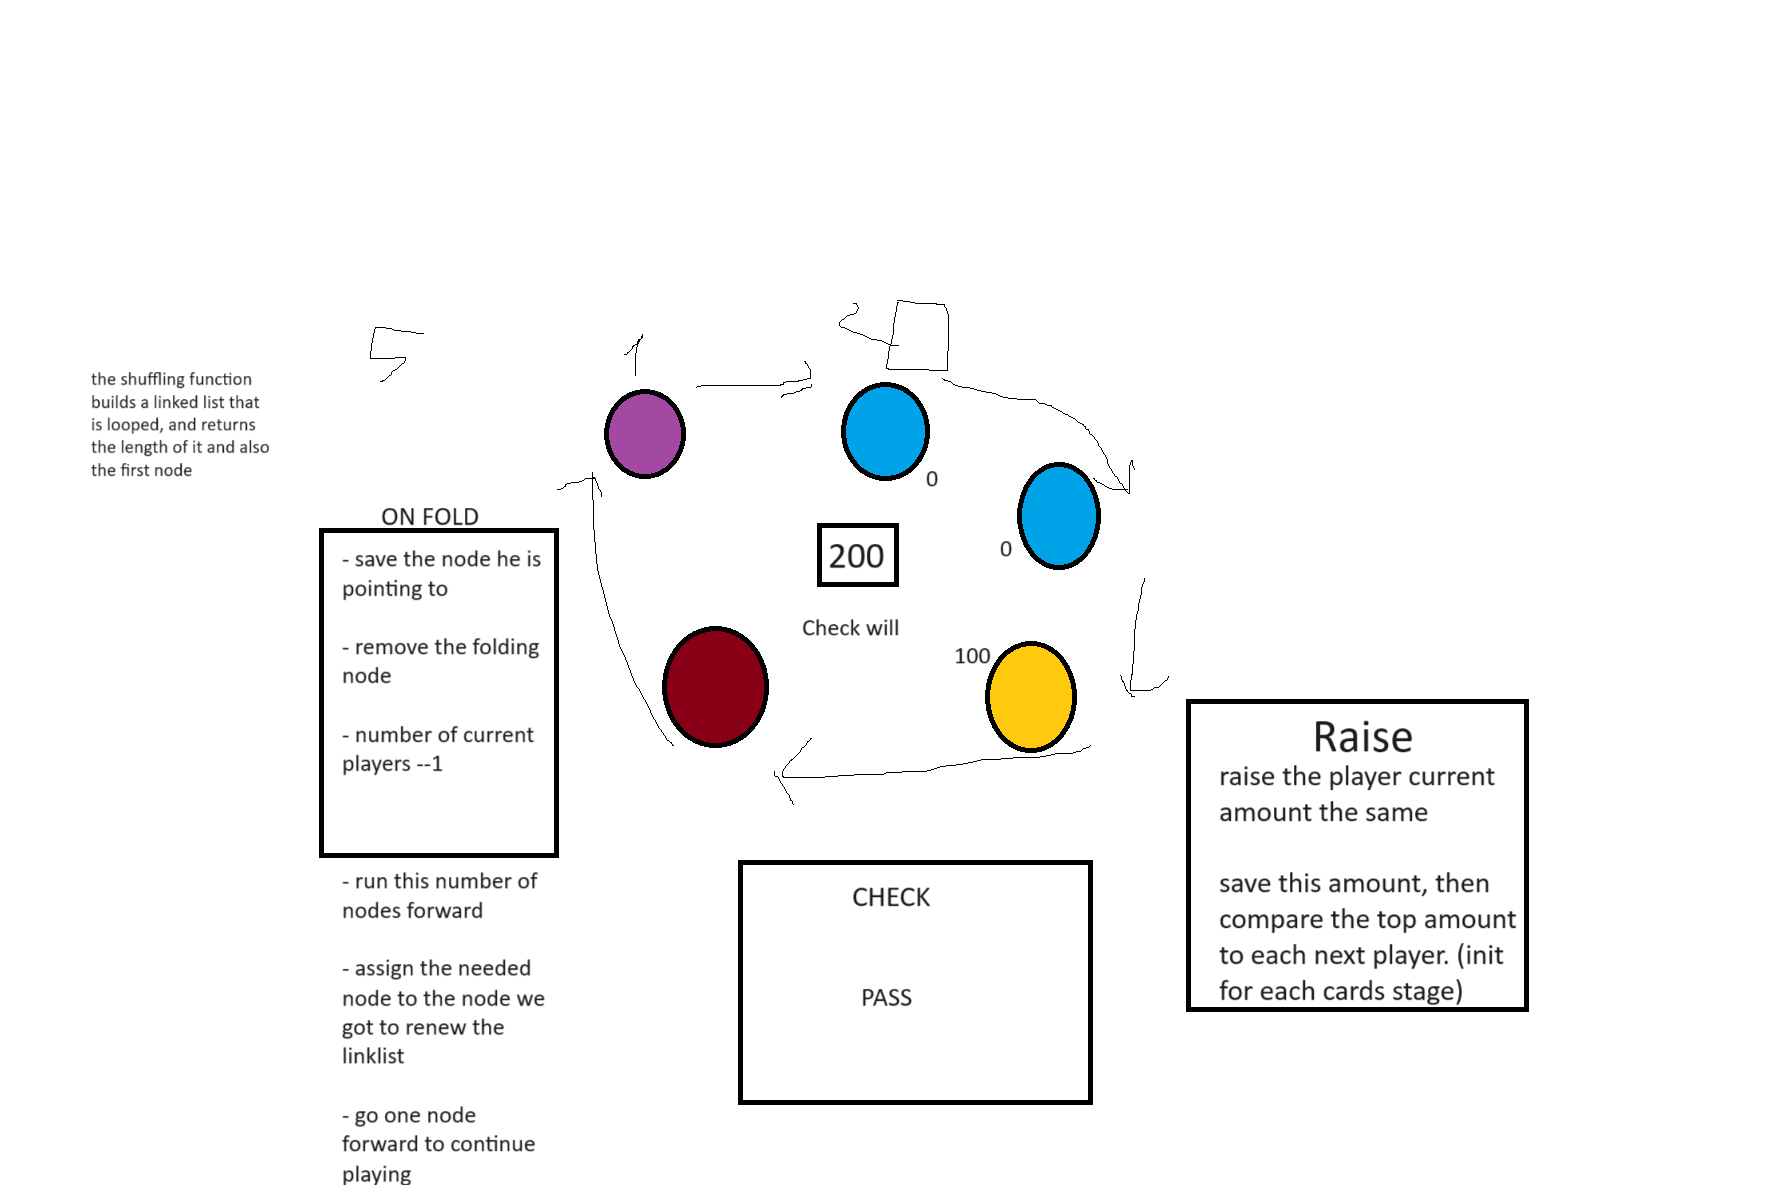 5
1
2
the shuffling function
builds a linked list that
is looped, and returns
the length of it and also
the first node
0
ON FOLD
- save the node he is
pointing to
- remove the folding
node
- number of current
players --1
- run this number of
nodes forward
- assign the needed
node to the node we
got to renew the
linklist
- go one node
forward to continue
playing
200
0
Check will
100
CHECK
PASS
Raise
raise the player current
amount the same
save this amount, then
compare the top amount
to each next player. (init
for each cards stage)